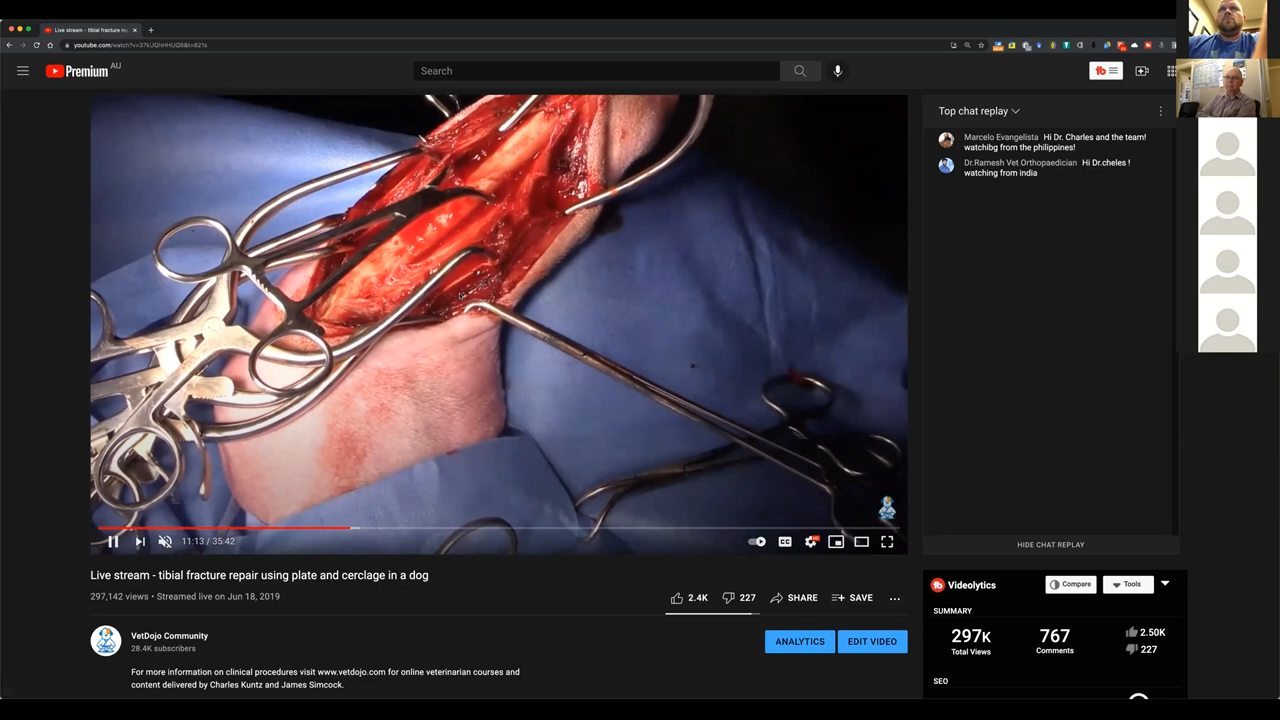 Live stream - tibial fracture re
youtube.com/watch?v=37kUQhHHUQ8&t=821s
Premium AU
Search
Top chat replay
Marcelo Evangelista Hi Dr. Charles and the team!
watchibg from the philippines!
Dr.Ramesh Vet Orthopaedician Hi Dr.cheles !
watching from india
11:13 / 35:42
CC
HD
HIDE CHAT REPLAY
Live stream - tibial fracture repair using plate and cerclage in a dog
297,142 views • Streamed live on Jun 18, 2019
2.4K
227
SHARE
SAVE
VetDojo Community
28.4K subscribers
ANALYTICS
EDIT VIDEO
For more information on clinical procedures visit www.vetdojo.com for online veterinarian courses and
content delivered by Charles Kuntz and James Simcock.
tb Videolytics
Compare
Tools
SUMMARY
297K
Total Views
767
Comments
2.50K
227
SEO